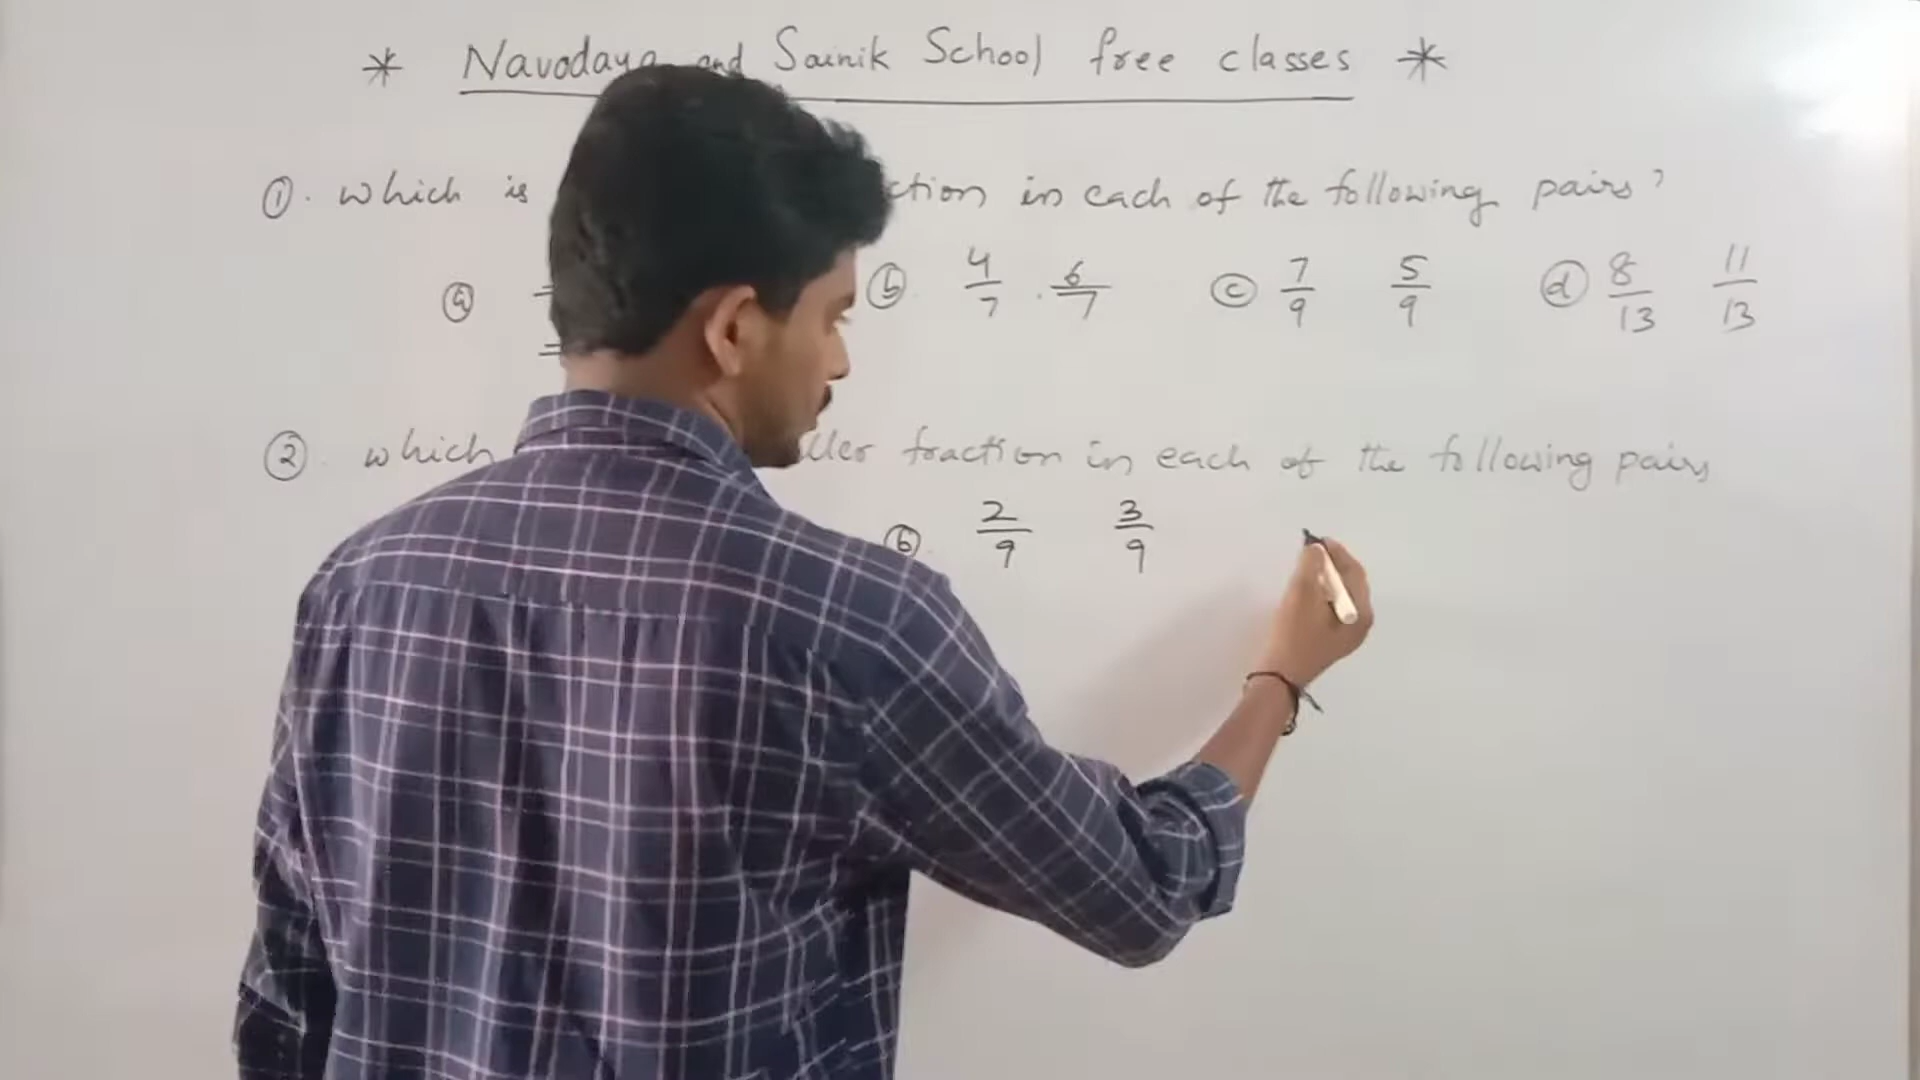 * Navodaya and Sainik School free classes *
①. which is ction in each of the following pairs?
ⓐ ⓑ 4/7 . 6/7 ⓒ 7/9 5/9 ⓓ 8/13 11/13
②. which ller fraction in each of the following pairs
ⓑ. 2/9 3/9